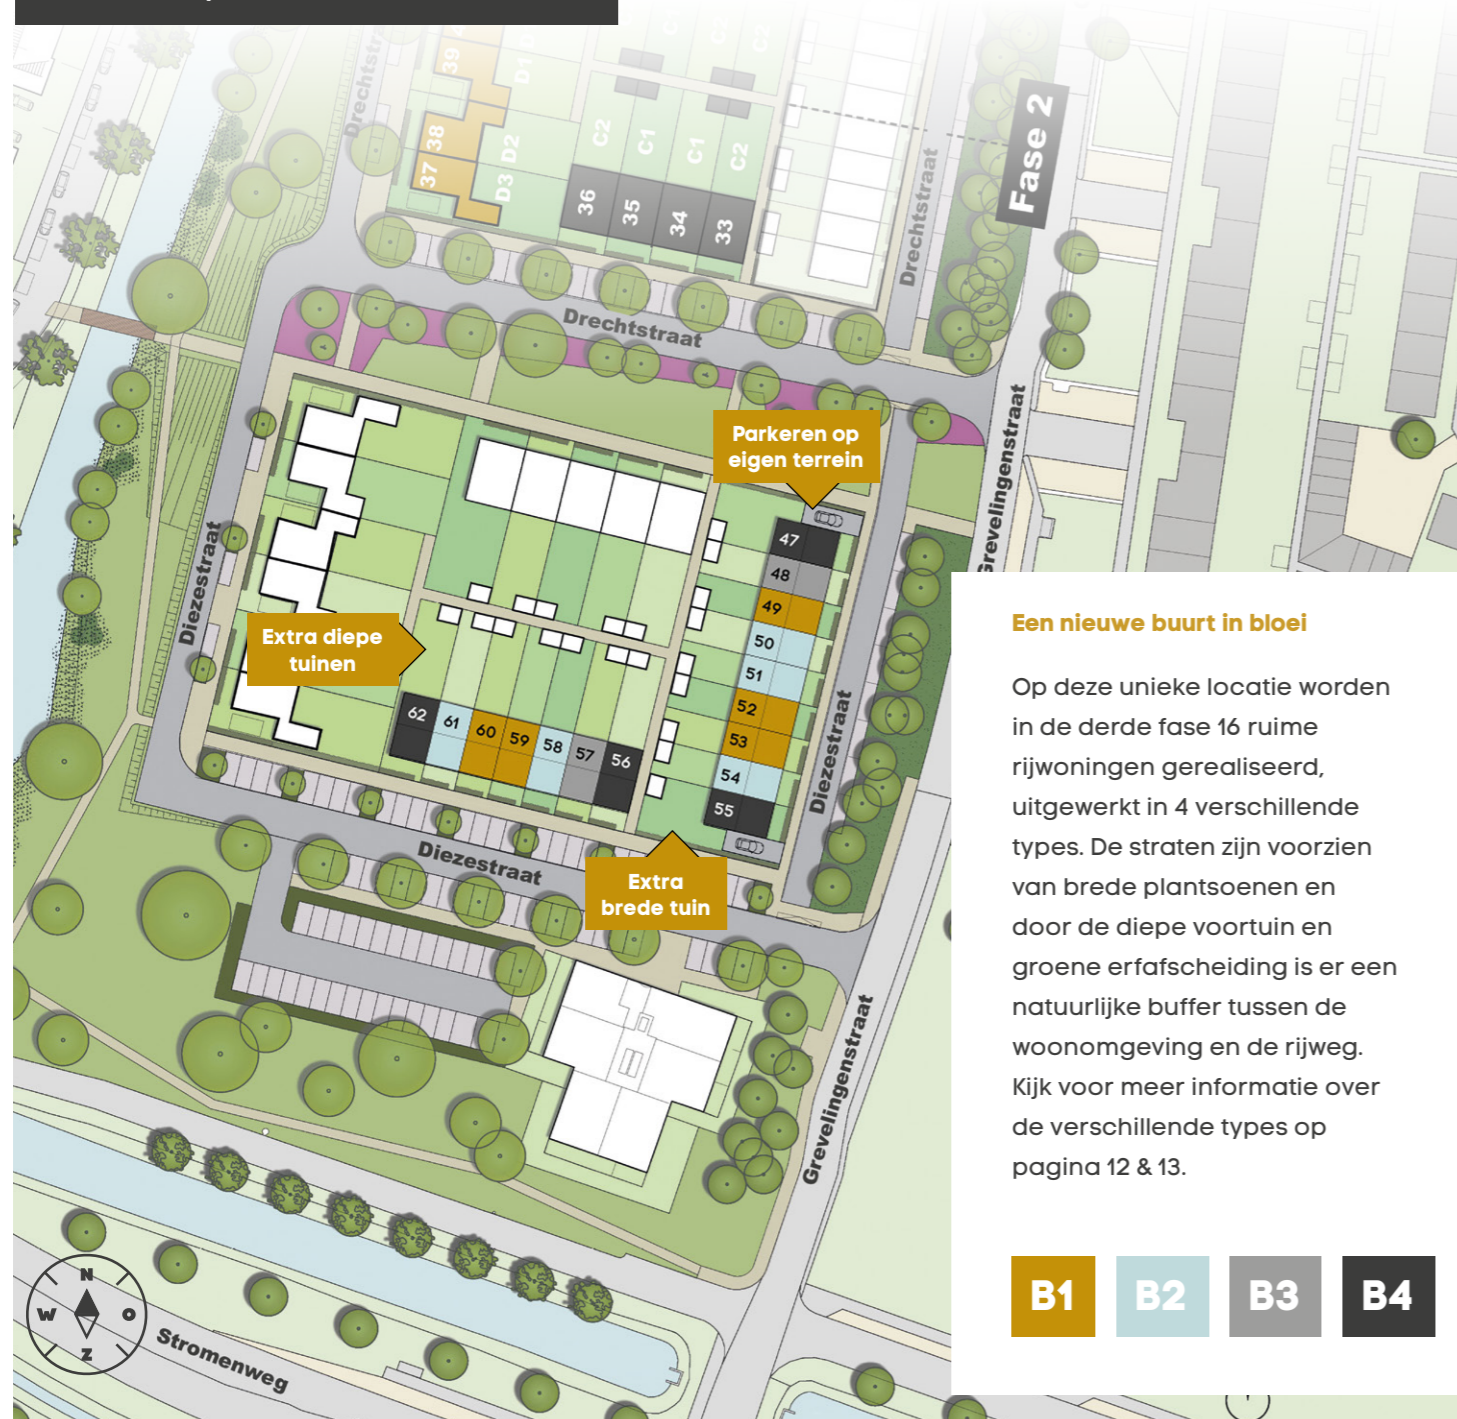 Drechtstr
39
D1
C1
C2
38
37
D2
D3
C2
C1
C1
C2
36
35
34
33
Drechtstraat
Fase 2
Drechtstraat
Grevelingenstraat
Parkeren op
eigen terrein
47
48
49
50
51
52
53
54
55
Diezestraat
Diezestraat
Extra diepe
tuinen
62
61
60
59
58
57
56
Diezestraat
Extra
brede tuin
Grevelingenstraat
Stromenweg
N
W
O
Z
Een nieuwe buurt in bloei
Op deze unieke locatie worden
in de derde fase 16 ruime
rijwoningen gerealiseerd,
uitgewerkt in 4 verschillende
types. De straten zijn voorzien
van brede plantsoenen en
door de diepe voortuin en
groene erfafscheiding is er een
natuurlijke buffer tussen de
woonomgeving en de rijweg.
Kijk voor meer informatie over
de verschillende types op
pagina 12 & 13.
B1
B2
B3
B4